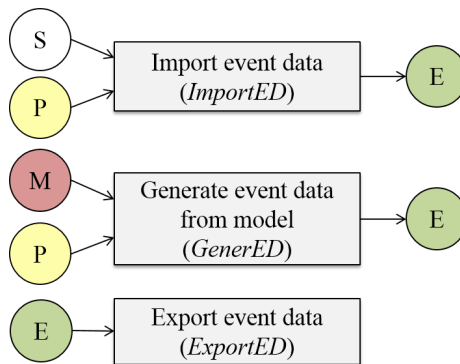 S
P
Import event data
(ImportED)
E
M
P
Generate event data
from model
(GenerED)
E
E
Export event data
(ExportED)